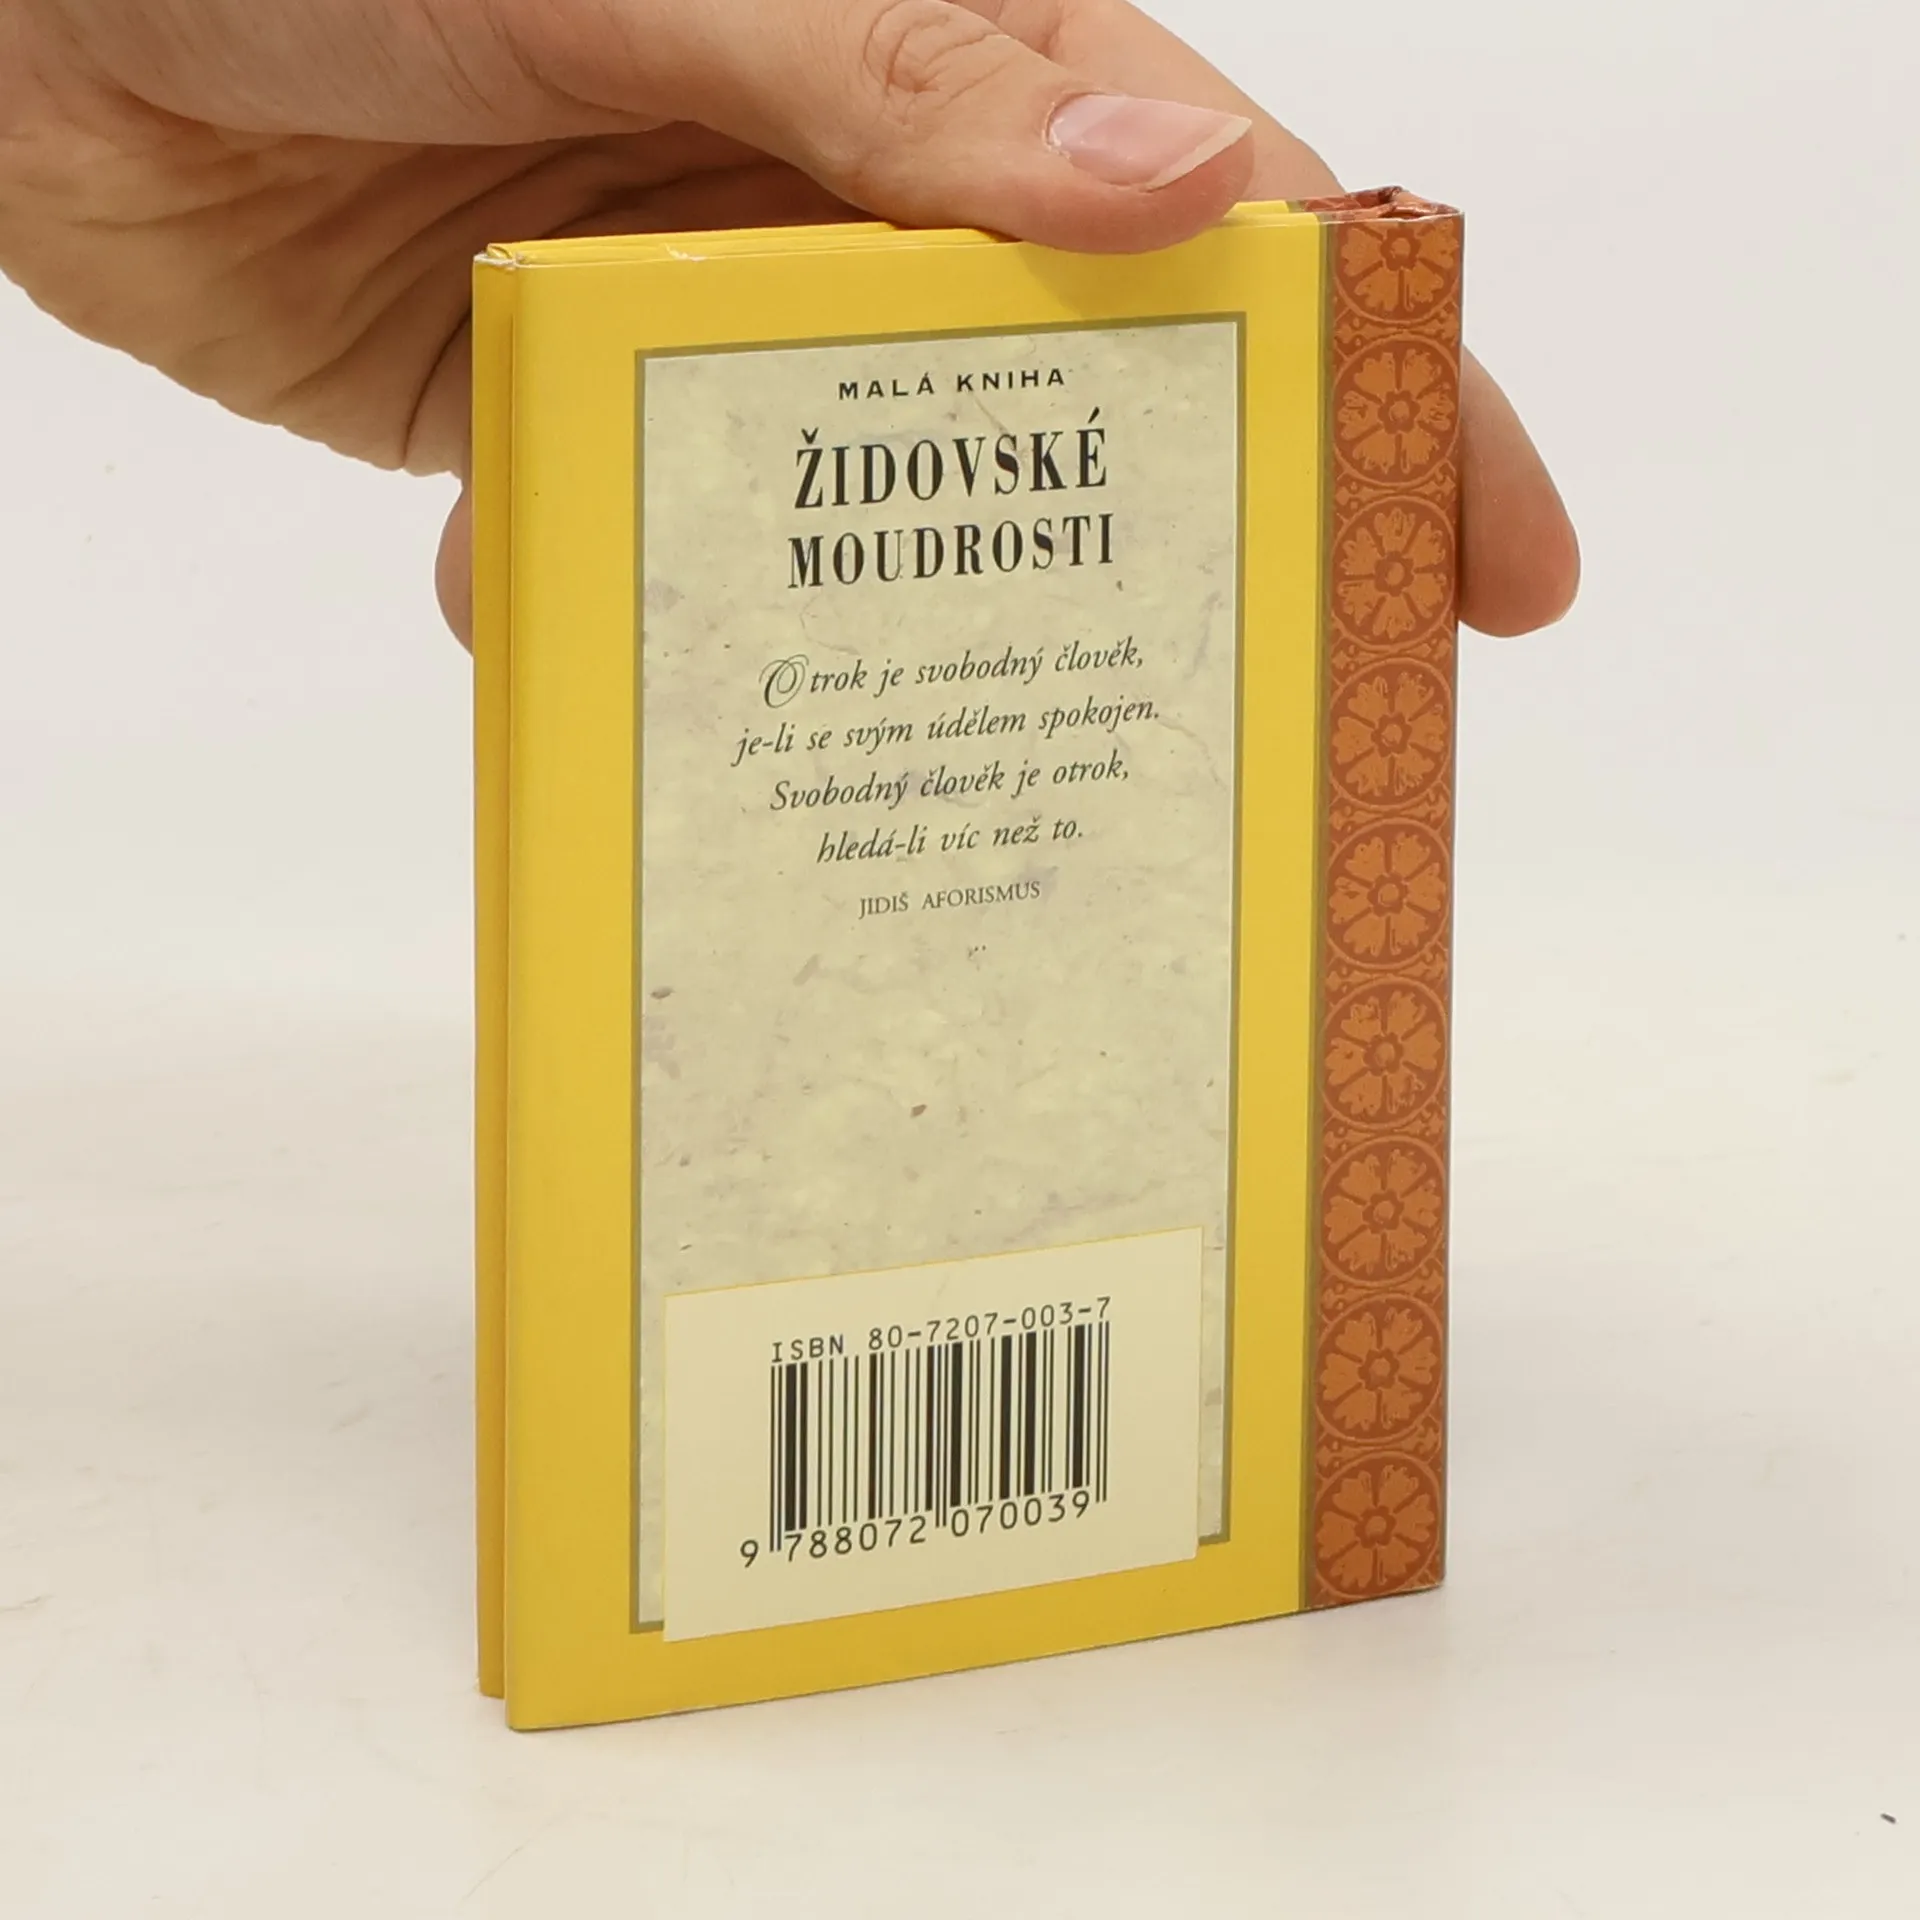 MALÁ KNIHA
ŽIDOVSKÉ
MOUDROSTI
Otrok je svobodný člověk,
je-li se svým údělem spokojen.
Svobodný člověk je otrok,
hledá-li víc než to.
JIDIŠ AFORISMUS
ISBN 80-7207-003-7
9 788072 070039